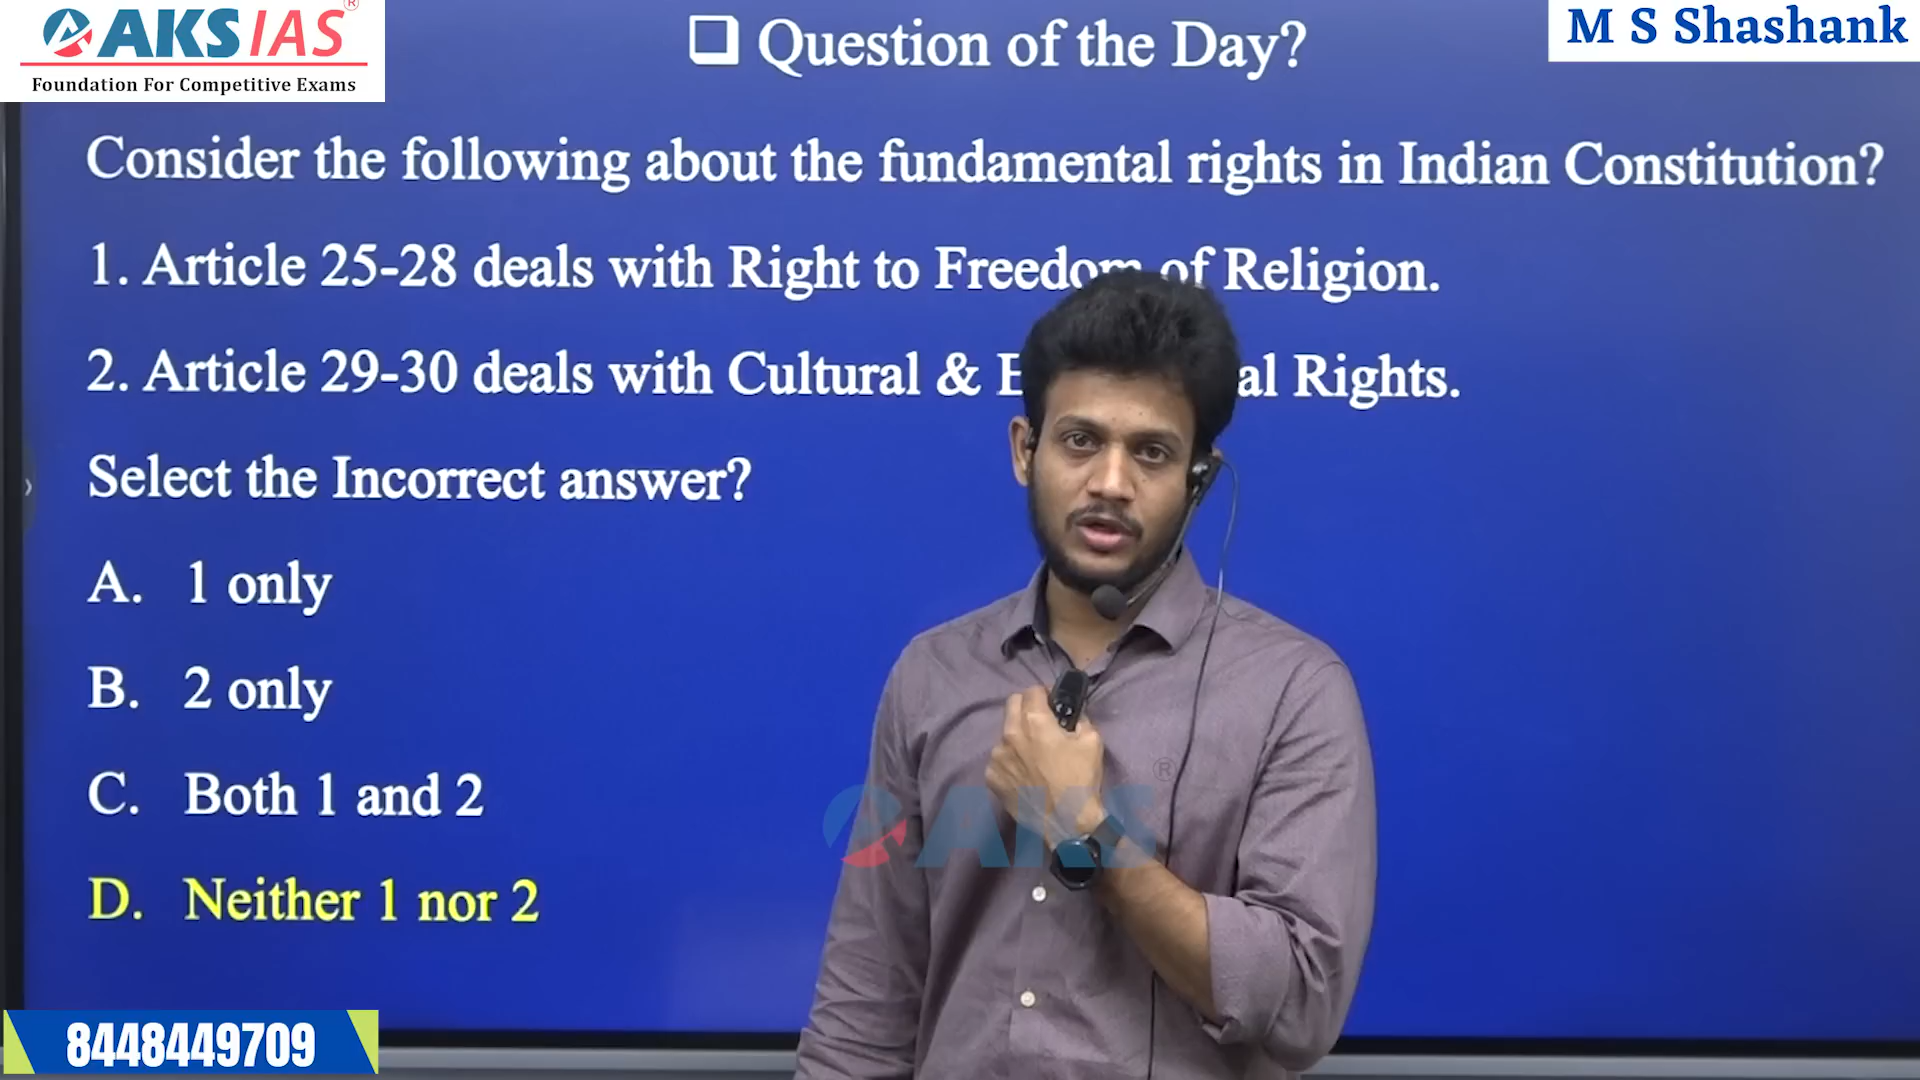 AKS IAS ®
Foundation For Competitive Exams
Question of the Day?
M S Shashank
Consider the following about the fundamental rights in Indian Constitution?
1. Article 25-28 deals with Right to Freedom of Religion.
2. Article 29-30 deals with Cultural & E al Rights.
Select the Incorrect answer?
A. 1 only
B. 2 only
C. Both 1 and 2
D. Neither 1 nor 2
AKS ®
8448449709